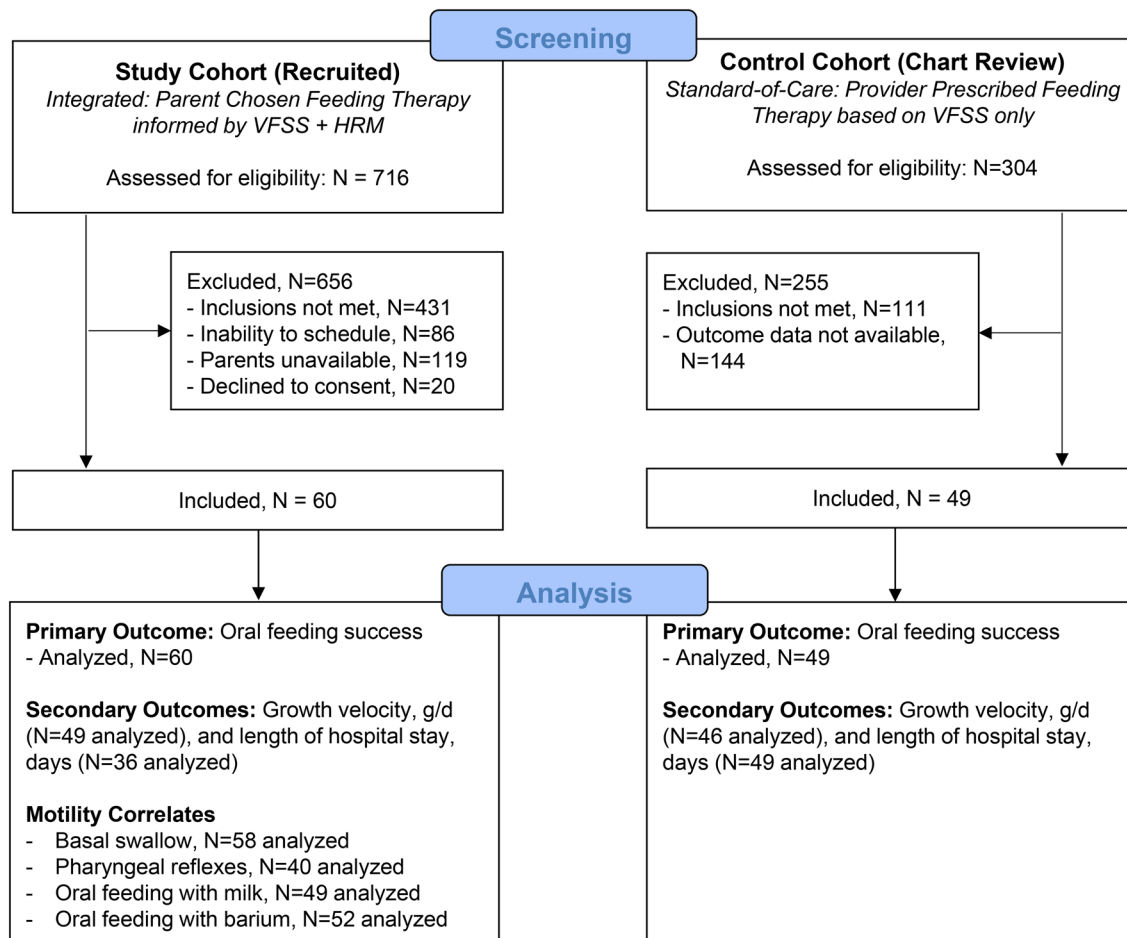 Screening
Study Cohort (Recruited)
Integrated: Parent Chosen Feeding Therapy
informed by VFSS + HRM
Assessed for eligibility: N = 716
Control Cohort (Chart Review)
Standard-of-Care: Provider Prescribed Feeding
Therapy based on VFSS only
Assessed for eligibility: N=304
Excluded, N=656
- Inclusions not met, N=431
- Inability to schedule, N=86
- Parents unavailable, N=119
- Declined to consent, N=20
Excluded, N=255
- Inclusions not met, N=111
- Outcome data not available,
N=144
Included, N = 60
Included, N = 49
Analysis
Primary Outcome: Oral feeding success
- Analyzed, N=60
Secondary Outcomes: Growth velocity, g/d
(N=49 analyzed), and length of hospital stay,
days (N=36 analyzed)
Motility Correlates
- Basal swallow, N=58 analyzed
- Pharyngeal reflexes, N=40 analyzed
- Oral feeding with milk, N=49 analyzed
- Oral feeding with barium, N=52 analyzed
Primary Outcome: Oral feeding success
- Analyzed, N=49
Secondary Outcomes: Growth velocity, g/d
(N=46 analyzed), and length of hospital stay,
days (N=49 analyzed)